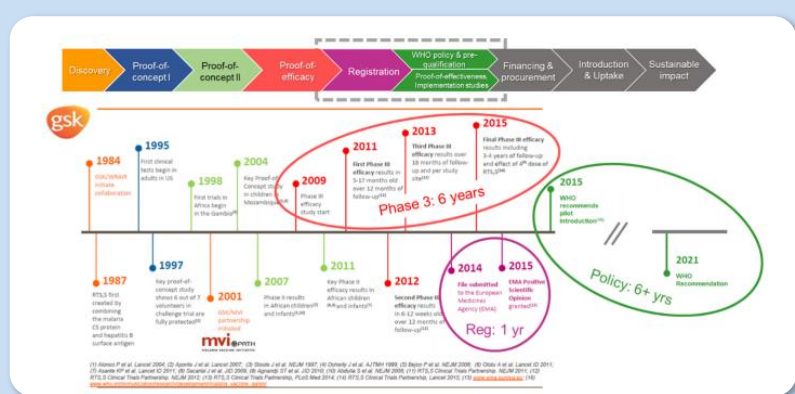 Discovery
Proof-of-
concept I
Proof-of-
concept II
Proof-of-
efficacy
Registration
WHO policy & pre-
qualification
Proof-of-effectiveness,
Implementation studies
Financing &
procurement
Introduction
& Uptake
Sustainable
impact
gsk
1984
GSK/WRAIR
initiate
collaboration
1995
First clinical
tests begin in
adults in US
1998
First trials in
Africa begin
in the Gambia
2004
Key Proof-of-
Concept study
in children in
Mozambique
2009
Phase III
efficacy
study start
2011
First Phase III
efficacy results in
5-17 months old
over 12 months of
follow-up
2013
Third Phase III
efficacy results over
18 months of follow-
up and per study
site
2015
Final Phase III efficacy
results including
3-4 years of follow-up
and effect of 4th dose of
RTS,S
Phase 3: 6 years
2015
WHO
recommends
pilot
introduction
2021
WHO
Recommendation
Policy: 6+ yrs
1987
RTS,S first
created by
combining
the malaria
CS protein
and hepatitis B
surface antigen
1997
Key proof-of-
concept study
shows 6 out of 7
volunteers in
challenge trial are
fully protected
2001
GSK/MVI
partnership
initiated
mvi PATH
MALARIA VACCINE INITIATIVE
2007
Phase II results
in African children
and infants
2011
Key Phase II
efficacy results in
African children
and infants
2012
Second Phase III
efficacy results
in 6-12 weeks old
over 12 months of
follow-up
2014
File submitted
to the European
Medicines
Agency (EMA)
2015
EMA Positive
Scientific
Opinion
granted
Reg: 1 yr